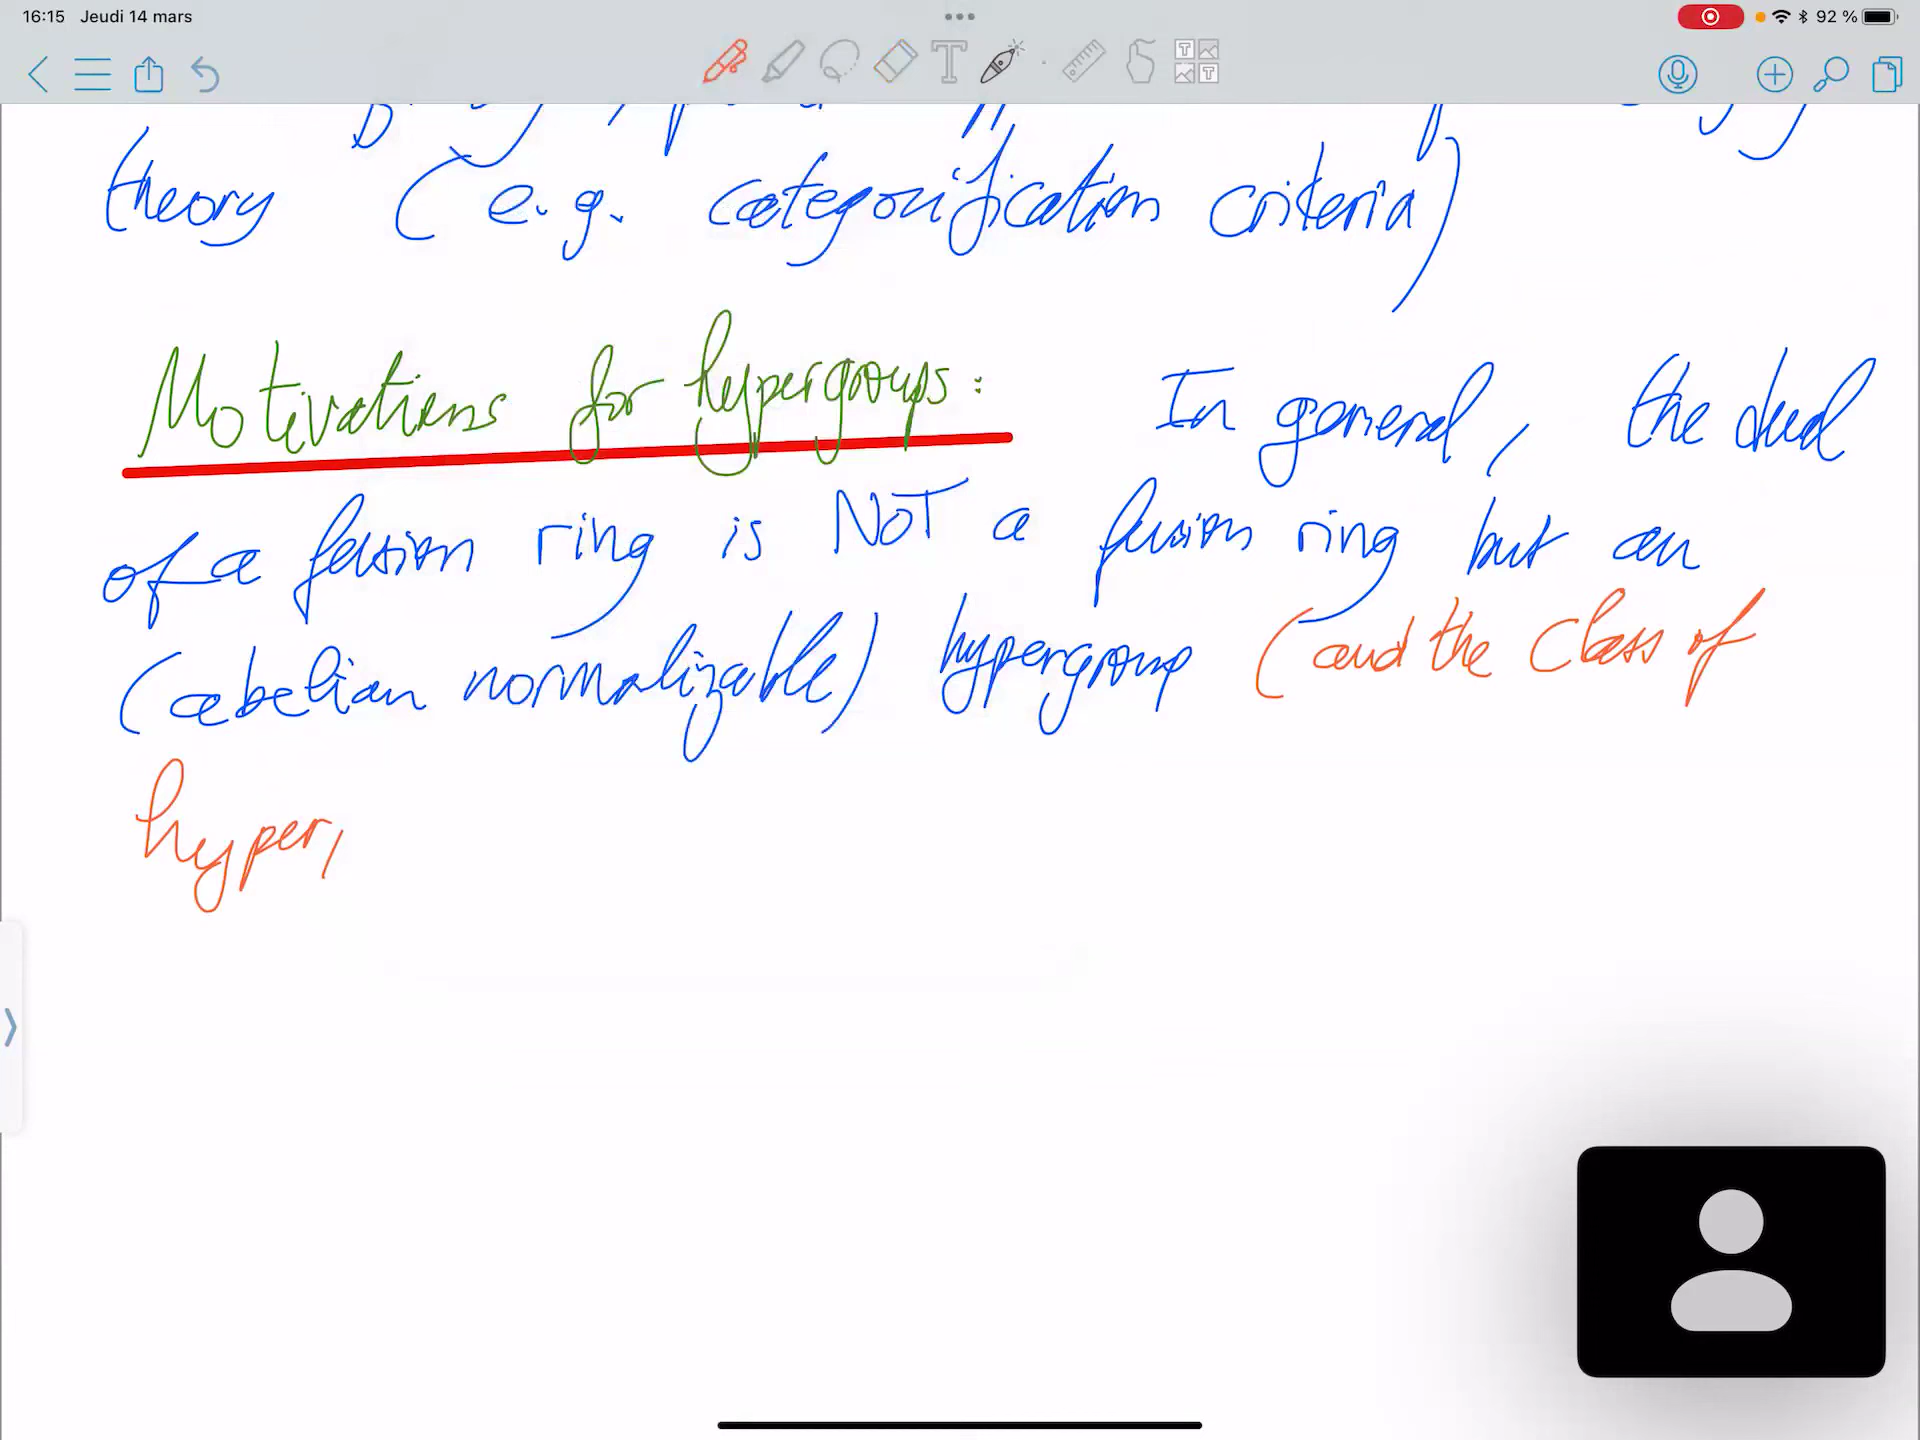 16:15 Jeudi 14 mars
92 %
theory (e.g. categorification criteria)
Motivations for hypergroups: In general, the dual
of a fusion ring is NOT a fusion ring but an
(abelian normalizable) hypergroup (and the class of
hyper